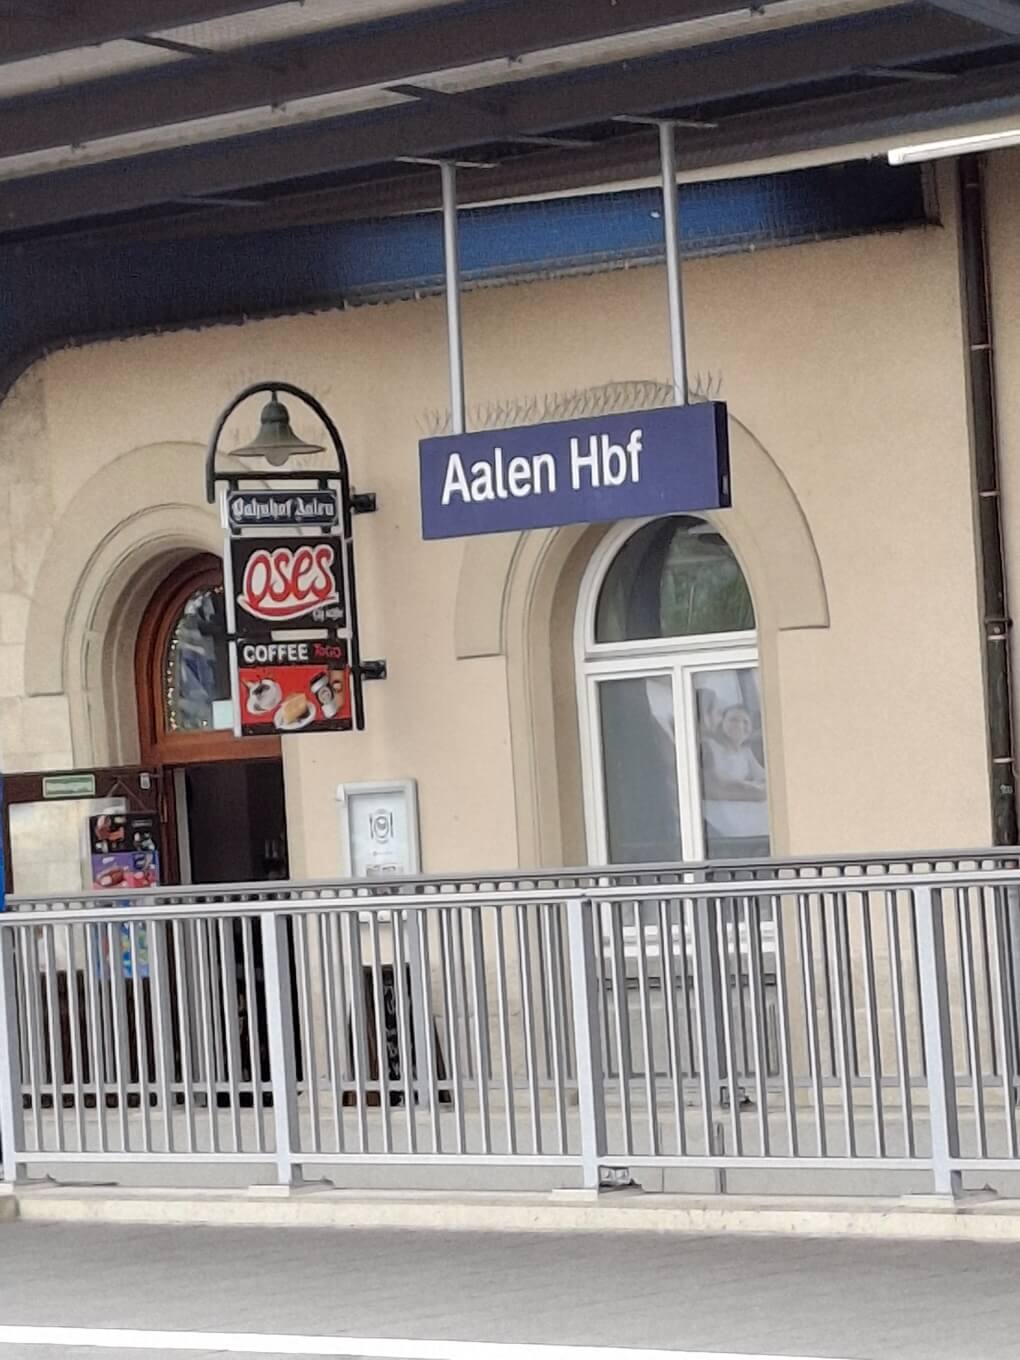 Aalen Hbf
Bahnhof Aalen
oses
COFFEE TOGO